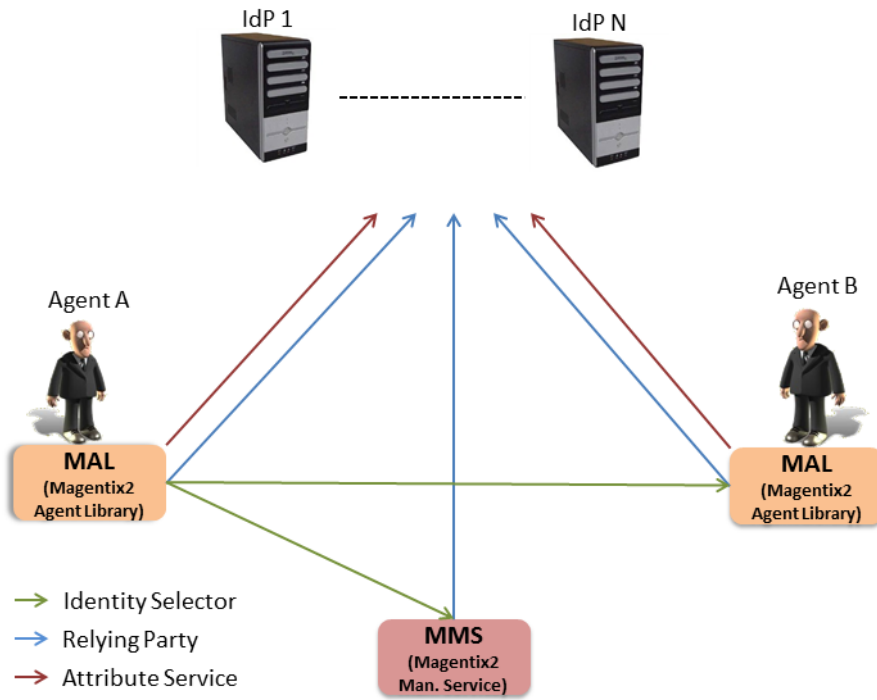 IdP 1
IdP N
Agent A
Agent B
MAL
(Magentix2
Agent Library)
MAL
(Magentix2
Agent Library)
Identity Selector
Relying Party
Attribute Service
MMS
(Magentix2
Man. Service)